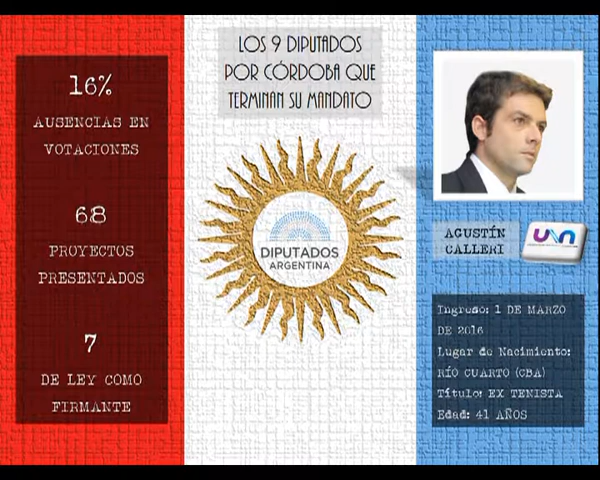 LOS 9 DIPUTADOS
POR CÓRDOBA QUE
TERMINAN SU MANDATO
16%
AUSENCIAS EN
VOTACIONES
68
PROYECTOS
PRESENTADOS
7
DE LEY COMO
FIRMANTE
DIPUTADOS
ARGENTINA
AGUSTÍN
CALLERI
Ingreso: 1 DE MARZO
DE 2016
Lugar de Nacimiento:
RÍO CUARTO (CBA)
Título: EX TENISTA
Edad: 41 AÑOS